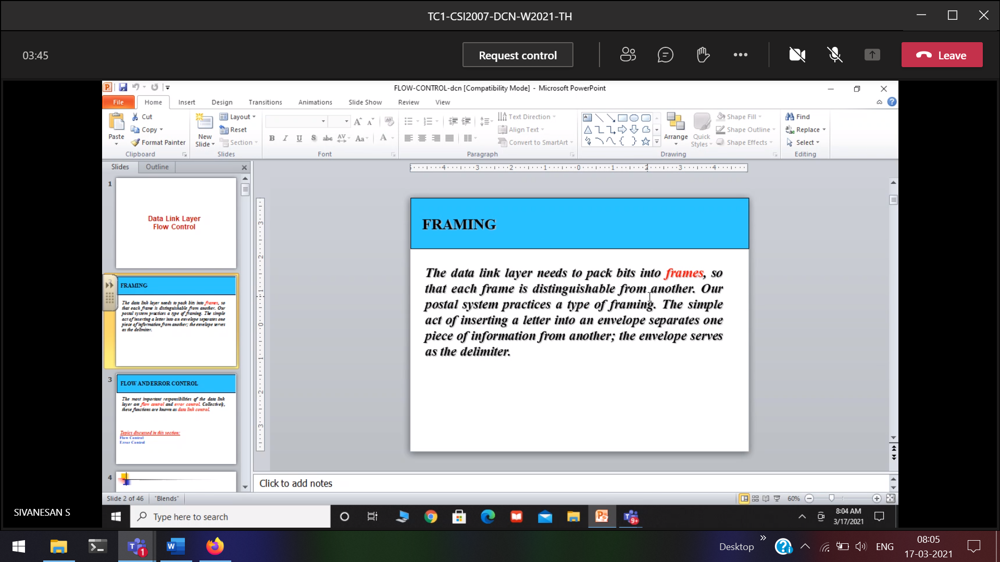 TC1-CSI2007-DCN-W2021-TH
03:45
Request control
Leave
FLOW-CONTROL-dcn [Compatibility Mode] - Microsoft PowerPoint
File Home Insert Design Transitions Animations Slide Show Review View
Paste
Cut
Copy
Format Painter
Clipboard
New
Slide
Layout
Reset
Section
Slides
Font
Text Direction
Align Text
Convert to SmartArt
Paragraph
Arrange
Quick
Styles
Shape Fill
Shape Outline
Shape Effects
Drawing
Find
Replace
Select
Editing
Slides Outline
1
Data Link Layer
Flow Control
FRAMING
The data link layer needs to pack bits into frames, so
that each frame is distinguishable from another. Our
postal system practices a type of framing. The simple
act of inserting a letter into an envelope separates one
piece of information from another; the envelope serves
as the delimiter.
3
FLOW AND ERROR CONTROL
The most important responsibilities of the data link
layer are flow control and error control. Collectively,
these functions are known as data link control.
Topics discussed in this section:
Flow Control
Error Control
4
FRAMING
The data link layer needs to pack bits into frames, so
that each frame is distinguishable from another. Our
postal system practices a type of framing. The simple
act of inserting a letter into an envelope separates one
piece of information from another; the envelope serves
as the delimiter.
Click to add notes
Slide 2 of 46 "Blends" 60%
SIVANESAN S
Type here to search
9+
8:04 AM
3/17/2021
1
Desktop
ENG
08:05
17-03-2021